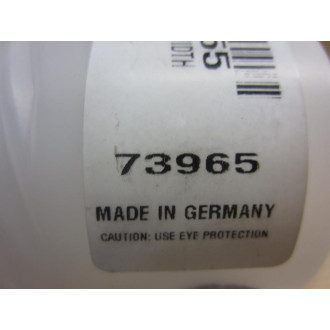 73965
MADE IN GERMANY
CAUTION: USE EYE PROTECTION